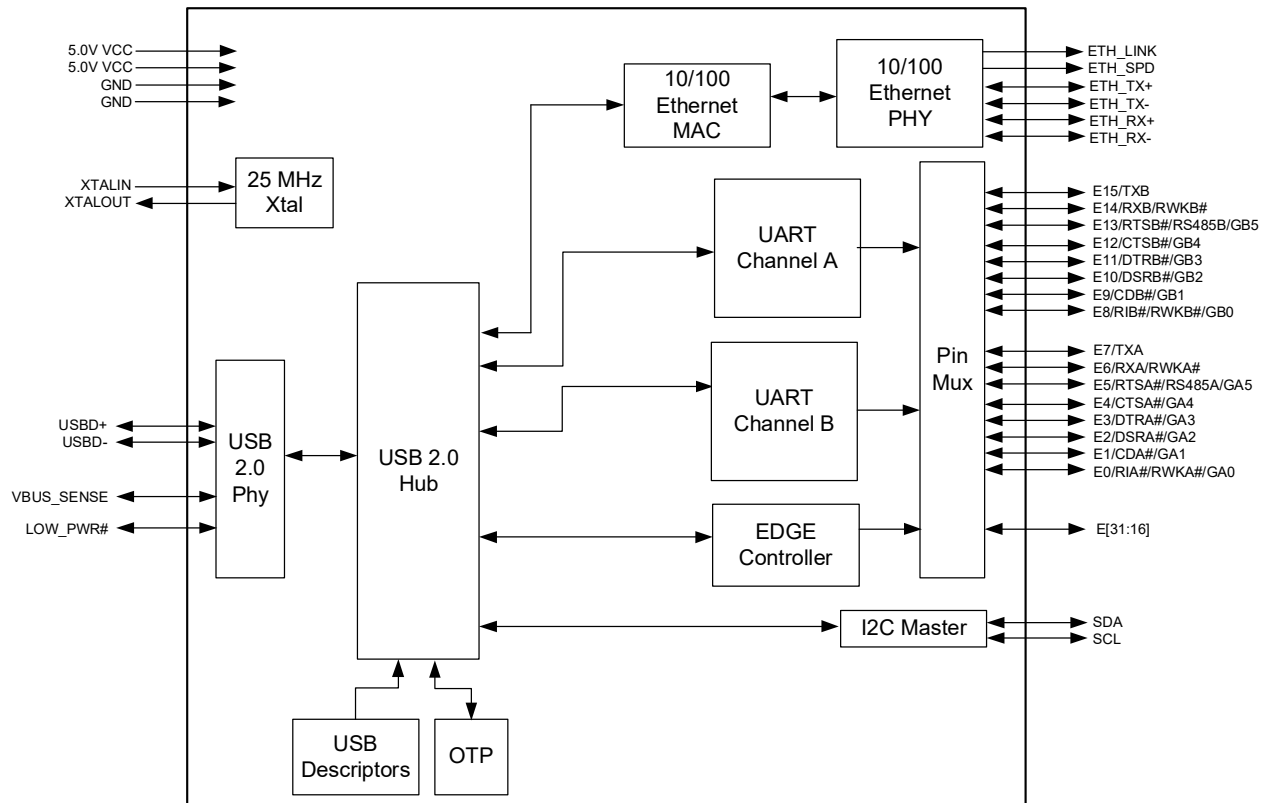 5.0V VCC
5.0V VCC
GND
GND
XTALIN
XTALOUT
25 MHz
Xtal
USBD+
USBD-
VBUS_SENSE
LOW_PWR#
USB
2.0
Phy
USB 2.0
Hub
USB
Descriptors
OTP
10/100
Ethernet
MAC
10/100
Ethernet
PHY
UART
Channel A
UART
Channel B
EDGE
Controller
I2C Master
Pin
Mux
ETH_LINK
ETH_SPD
ETH_TX+
ETH_TX-
ETH_RX+
ETH_RX-
E15/TXB
E14/RXB/RWKB#
E13/RTSB#/RS485B/GB5
E12/CTSB#/GB4
E11/DTRB#/GB3
E10/DSRB#/GB2
E9/CDB#/GB1
E8/RIB#/RWKB#/GB0
E7/TXA
E6/RXA/RWKA#
E5/RTSA#/RS485A/GA5
E4/CTSA#/GA4
E3/DTRA#/GA3
E2/DSRA#/GA2
E1/CDA#/GA1
E0/RIA#/RWKA#/GA0
E[31:16]
SDA
SCL